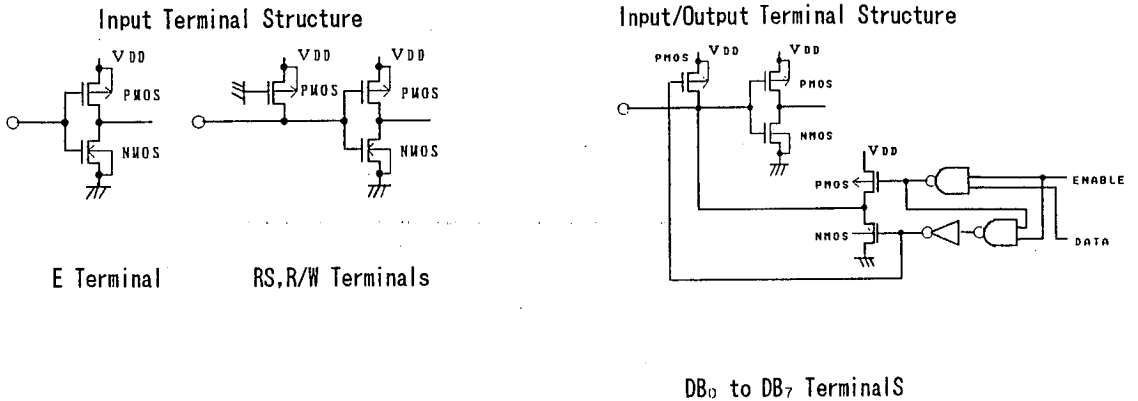 Input Terminal Structure
Input/Output Terminal Structure
VDD
PMOS
NMOS
VDD
PMOS
VDD
PMOS
NMOS
PMOS
VDD
VDD
PMOS
NMOS
VDD
PMOS
NMOS
ENABLE
DATA
E Terminal
RS,R/W Terminals
DB₀ to DB₇ TerminalS